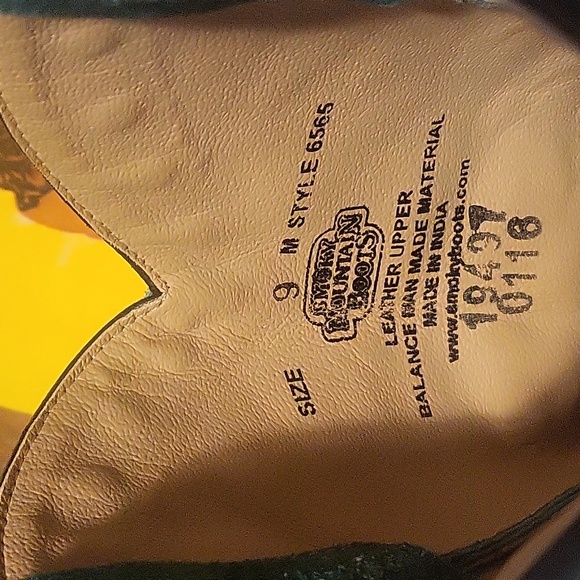 SIZE 9 M STYLE 6565
SMOKY
MOUNTAIN
BOOTS
LEATHER UPPER
BALANCE MAN MADE MATERIAL
MADE IN INDIA
www.smokyboots.com
19497
0116